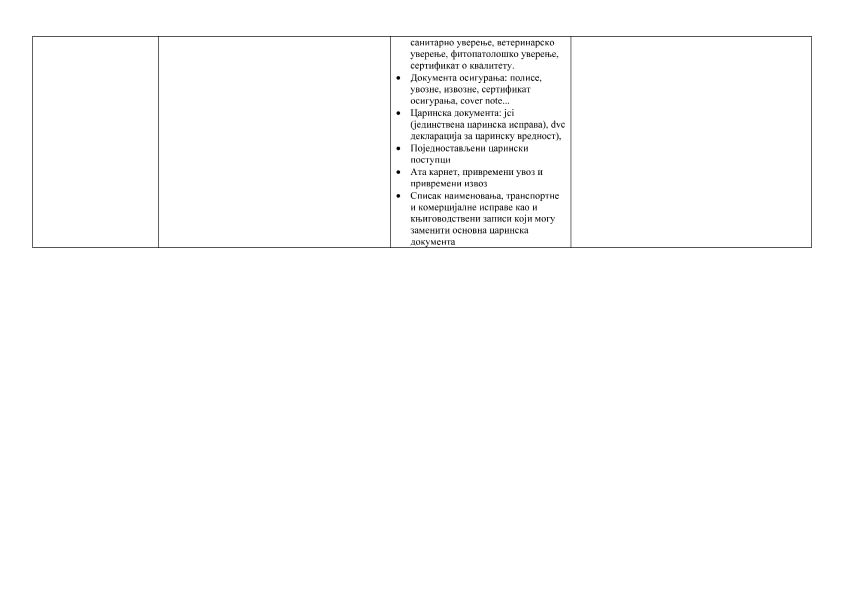 санитарно уверење, ветеринарско
уверење, фитопатолошко уверење,
сертификат о квалитету.
• Документа осигурања: полисе,
увозне, извозне, сертификат
осигурања, cover note...
• Царинска документа: јci
(јединствена царинска исправа), dvc
декларација за царинску вредност),
• Поједностављени царински
поступци
• Ата карнет, привремени увоз и
привремени извоз
• Списак наименовања, транспортне
и комерцијалне исправе као и
књиговодствени записи који могу
заменити основна царинска
документа